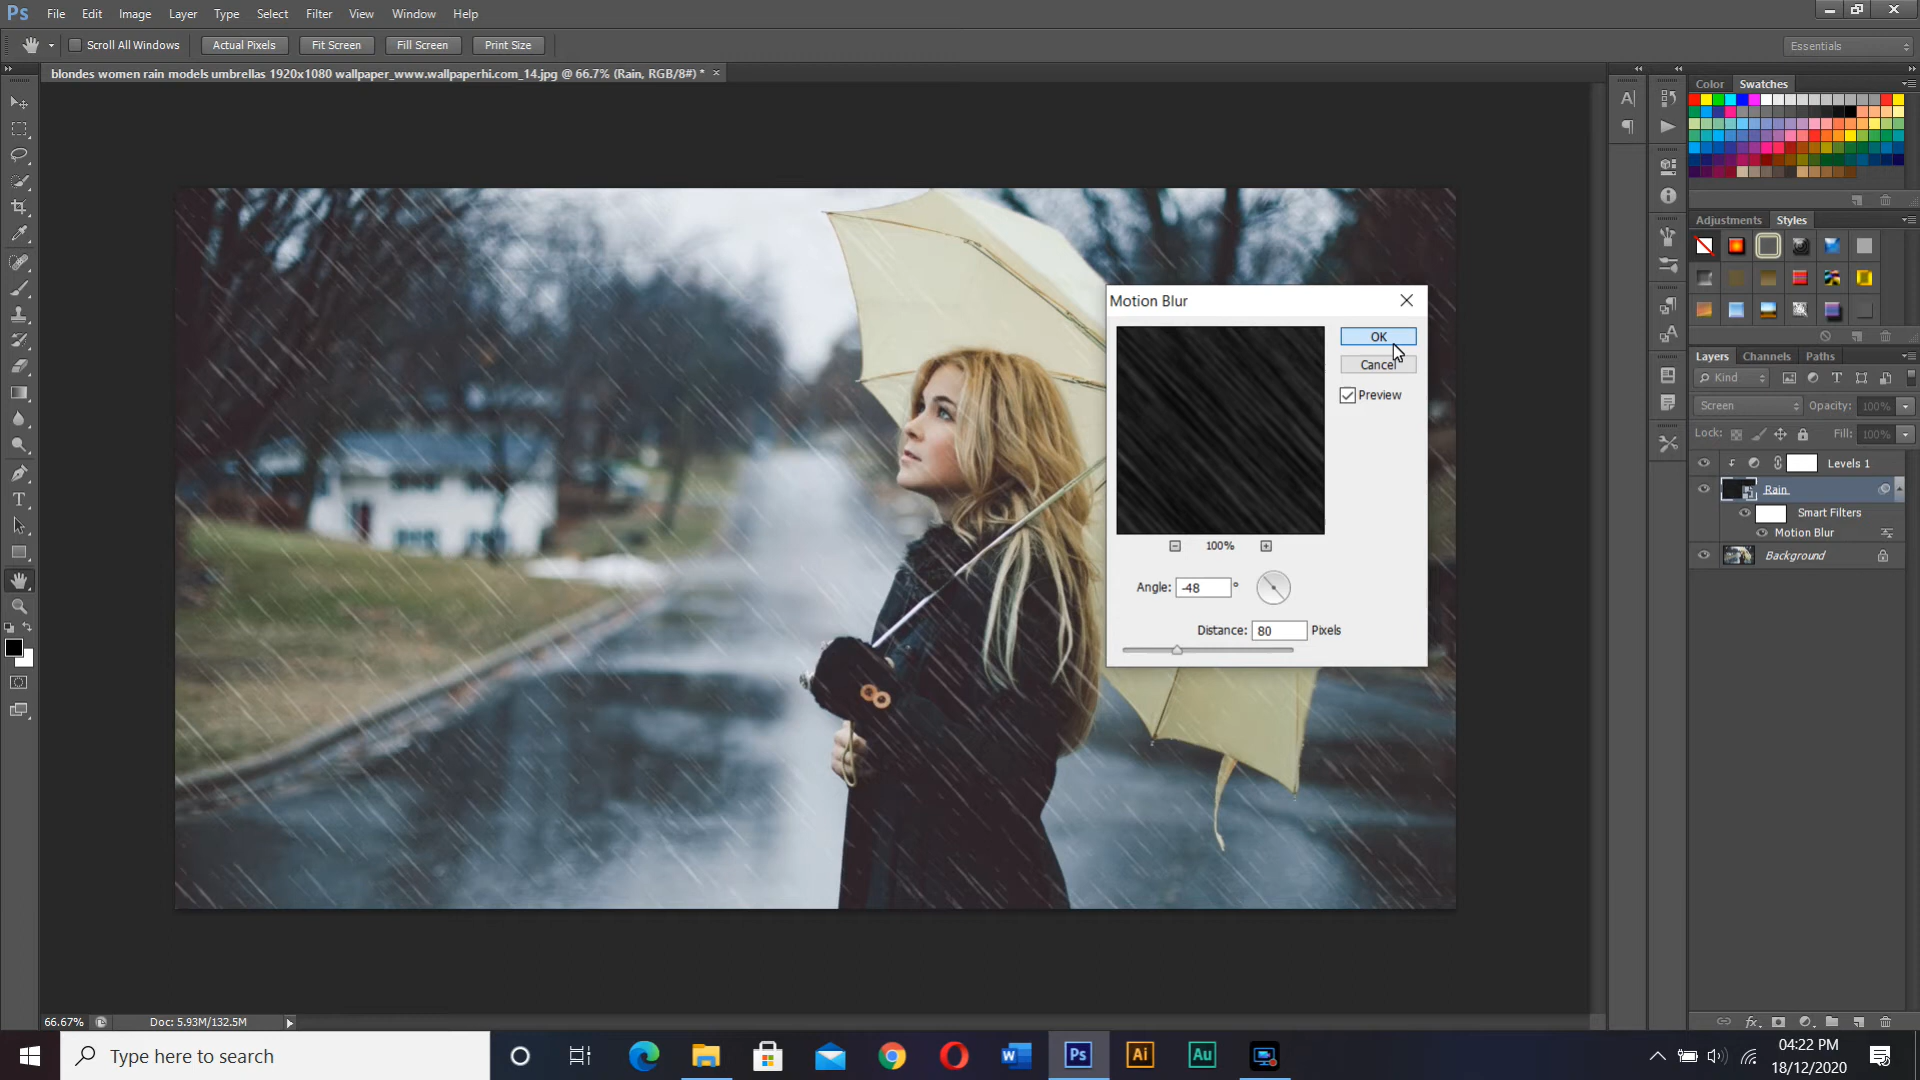 Ps File Edit Image Layer Type Select Filter View Window Help
Scroll All Windows Actual Pixels Fit Screen Fill Screen Print Size Essentials
blondes women rain models umbrellas 1920x1080 wallpaper_www.wallpaperhi.com_14.jpg @ 66.7% (Rain, RGB/8#) * ×
Color Swatches
Adjustments Styles
Motion Blur
OK
Cancel
Preview
100%
Angle: -48 °
Distance: 80 Pixels
Layers Channels Paths
Kind
Screen Opacity: 100%
Lock: Fill: 100%
Levels 1
Rain
Smart Filters
Motion Blur
Background
66.67% Doc: 5.93M/132.5M
fx
Type here to search
W Ps Ai Au
04:22 PM
18/12/2020